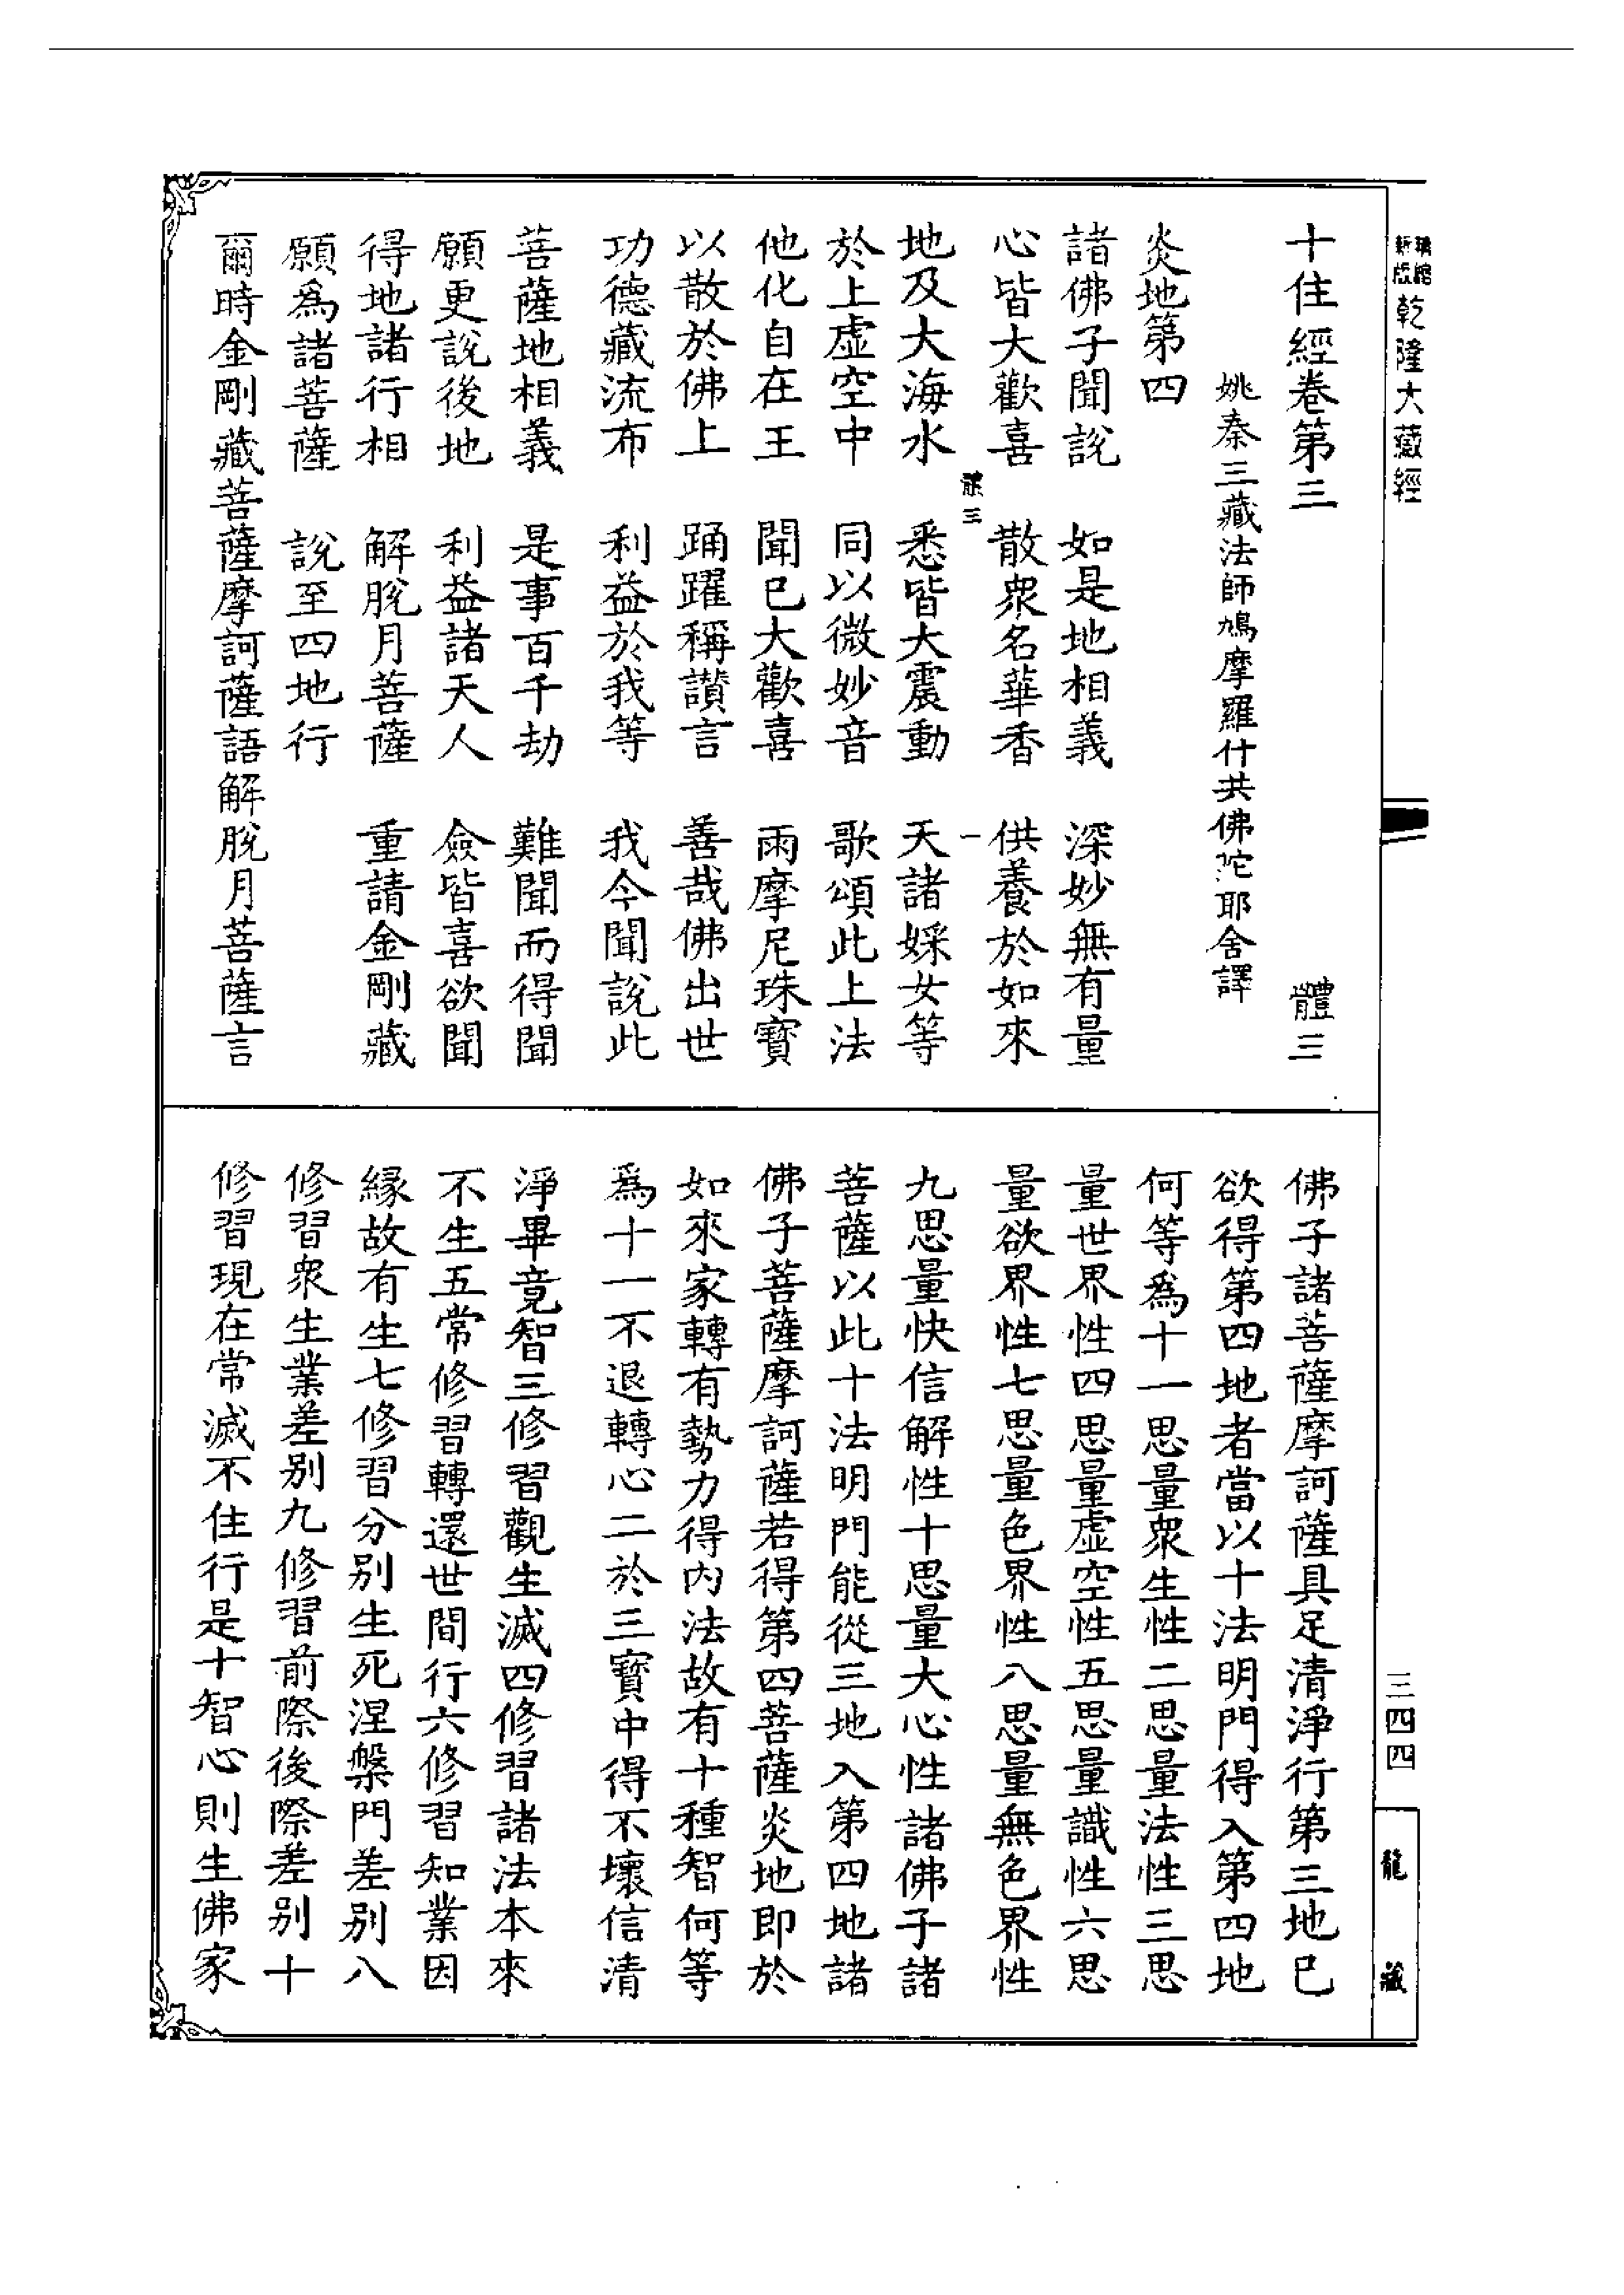 乾隆大藏經
十住經卷第三　體三
姚秦三藏法師鳩摩羅什共佛陀耶舍譯
炎地第四
諸佛子聞說　如是地相義　深妙無有量
心皆大歡喜　散衆名華香　供養於如來
體三　一
地及大海水　悉皆大震動　天諸婇女等
於上虛空中　同以微妙音　歌頌此上法
他化自在王　聞已大歡喜　雨摩尼珠寶
以散於佛上　踊躍稱讃言　善哉佛出世
功德藏流布　利益於我等　我今聞說此
菩薩地相義　是事百千劫　難聞而得聞
願更說後地　利益諸天人　僉皆喜欲聞
得地諸行相　解脫月菩薩　重請金剛藏
願爲諸菩薩　說至四地行
爾時金剛藏菩薩摩訶薩語解脫月菩薩言
佛子諸菩薩摩訶薩具足清淨行第三地巳
欲得第四地者當以十法明門得入第四地
何等爲十一思量衆生性二思量法性三思
量世界性四思量虛空性五思量識性六思
量欲界性七思量色界性八思量無色界性
九思量快信解性十思量大心性諸佛子諸
菩薩以此十法明門能從三地入第四地諸
佛子菩薩摩訶薩若得第四菩薩炎地即於
如來家轉有勢力得內法故有十種智何等
爲十一不退轉心二於三寶中得不壞信清
淨畢竟智三修習觀生滅四修習諸法本來
不生五常修習轉還世間行六修習知業因
緣故有生七修習分別生死涅槃門差別八
修習衆生業差別九修習前際後際差別十
修習現在常滅不住行是十智心則生佛家
三四四
龍藏